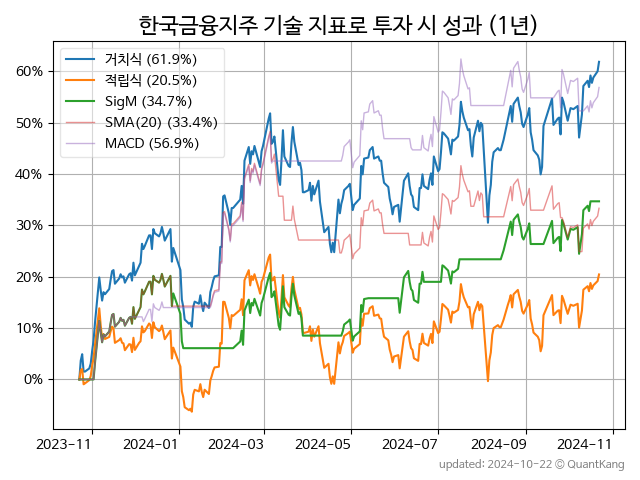 한국금융지주 기술 지표로 투자 시 성과 (1년)
거치식 (61.9%)
적립식 (20.5%)
SigM (34.7%)
SMA(20) (33.4%)
MACD (56.9%)
60%
50%
40%
30%
20%
10%
0%
2023-11 2024-01 2024-03 2024-05 2024-07 2024-09 2024-11
updated: 2024-10-22 © QuantKang